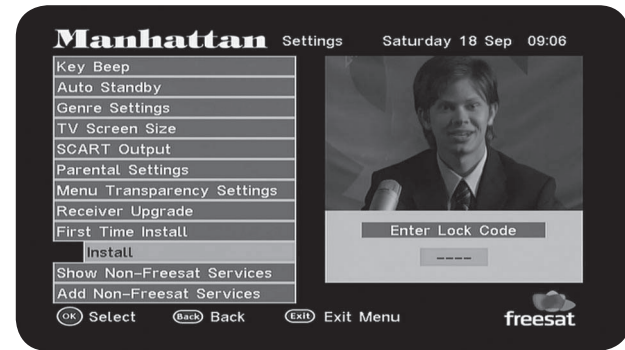 Manhattan Settings Saturday 18 Sep 09:06
Key Beep
Auto Standby
Genre Settings
TV Screen Size
SCART Output
Parental Settings
Menu Transparency Settings
Receiver Upgrade
First Time Install
Install
Show Non-Freesat Services
Add Non-Freesat Services
Enter Lock Code
----
OK Select Back Back Exit Exit Menu
freesat